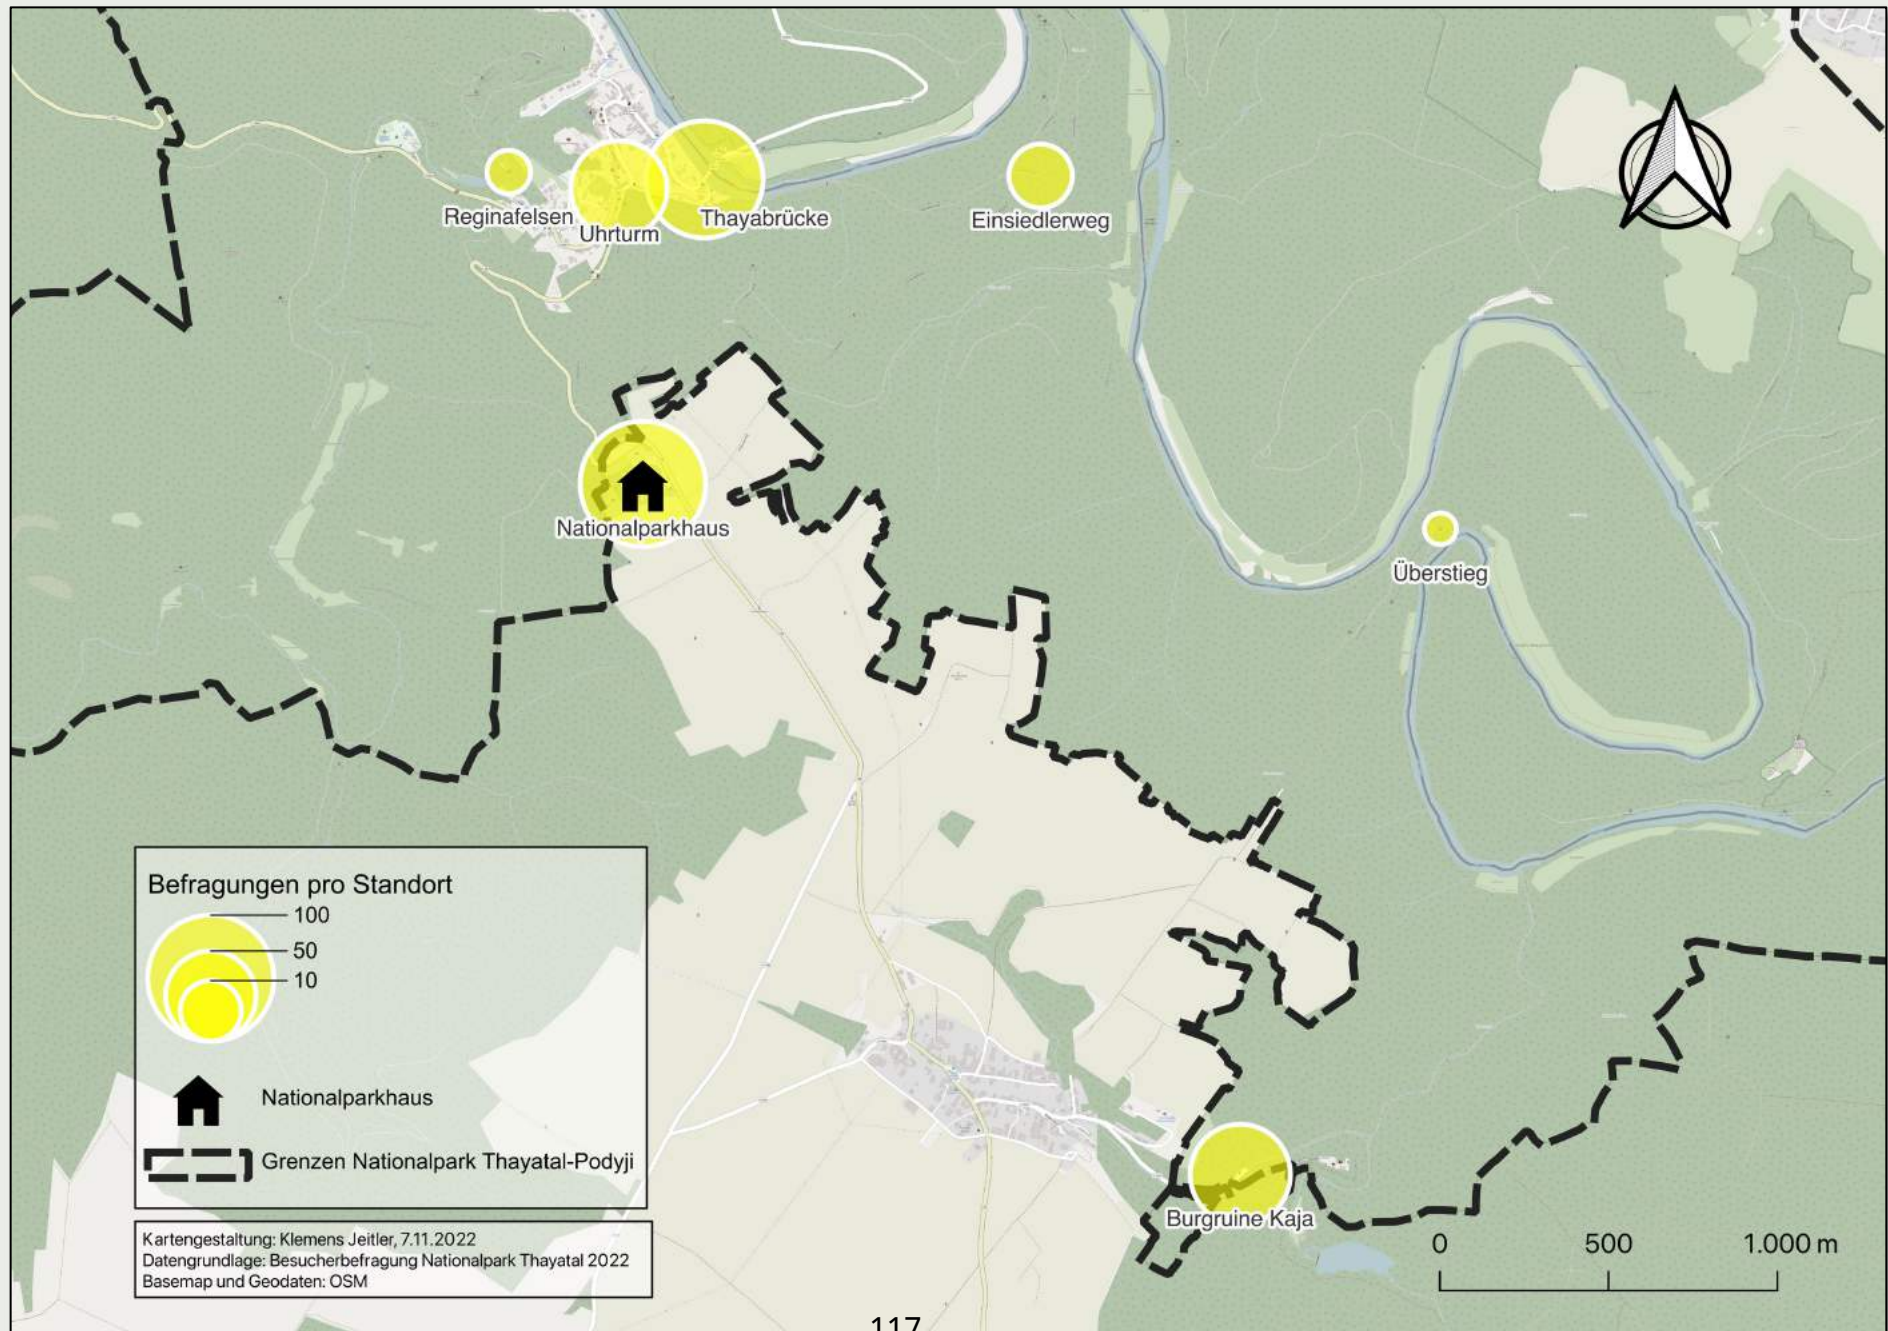 Reginafelsen
Uhrturm
Thayabrücke
Einsiedlerweg
Nationalparkhaus
Überstieg
Burgruine Kaja
Befragungen pro Standort
100
50
10
Nationalparkhaus
Grenzen Nationalpark Thayatal-Podyji
Kartengestaltung: Klemens Jeitler, 7.11.2022
Datengrundlage: Besucherbefragung Nationalpark Thayatal 2022
Basemap und Geodaten: OSM
0 500 1.000 m
117